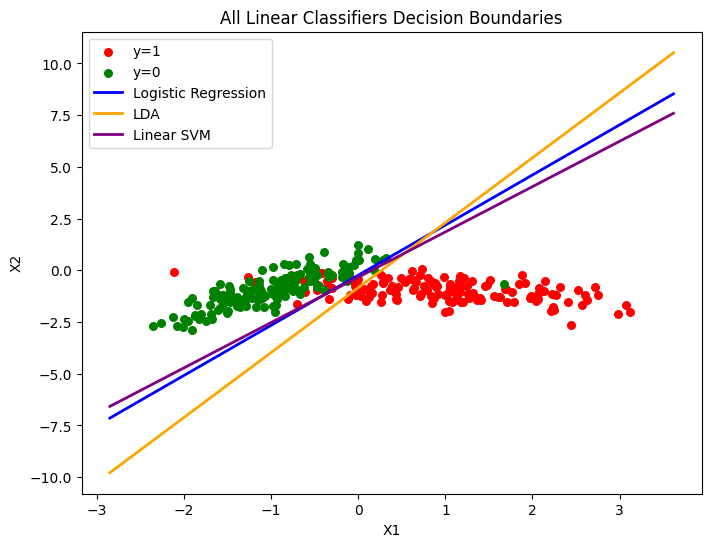 All Linear Classifiers Decision Boundaries
y=1
y=0
Logistic Regression
LDA
Linear SVM
10.0
7.5
5.0
2.5
0.0
−2.5
−5.0
−7.5
−10.0
X2
−3
−2
−1
0
1
2
3
X1